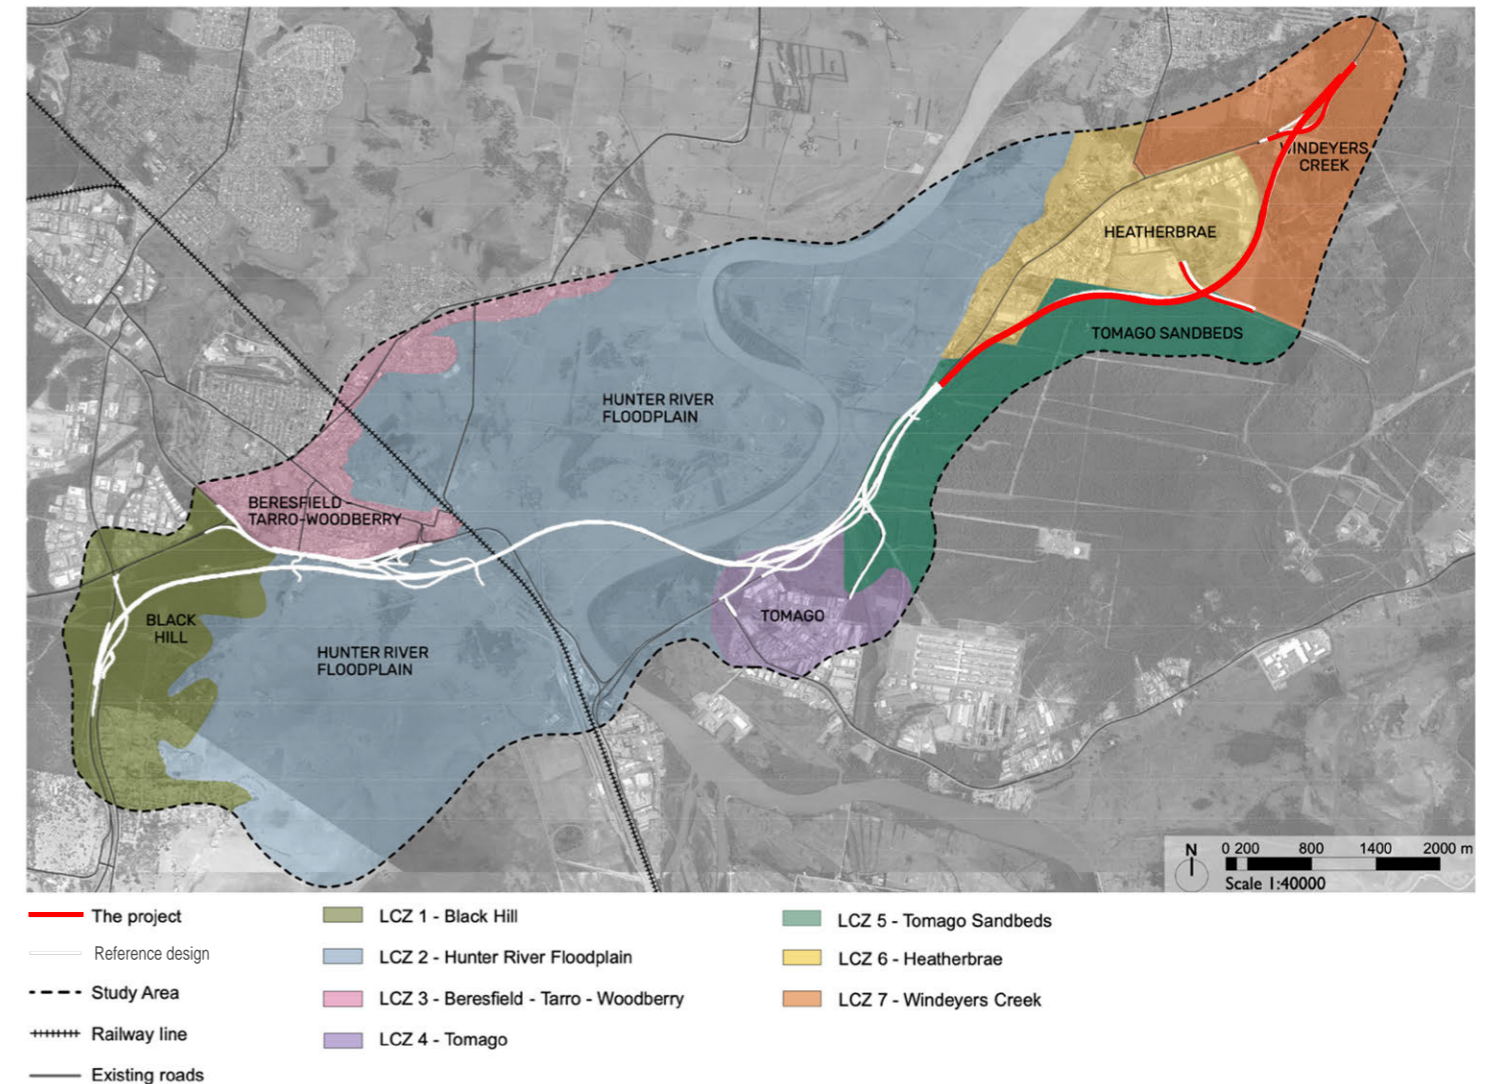 WINDEYERS
CREEK
HEATHERBRAE
TOMAGO SANDBEDS
HUNTER RIVER
FLOODPLAIN
BERESFIELD -
TARRO-WOODBERRY
BLACK
HILL
TOMAGO
HUNTER RIVER
FLOODPLAIN
N
0 200 800 1400 2000 m
Scale 1:40000
The project
Reference design
Study Area
Railway line
Existing roads
LCZ 1 - Black Hill
LCZ 2 - Hunter River Floodplain
LCZ 3 - Beresfield - Tarro - Woodberry
LCZ 4 - Tomago
LCZ 5 - Tomago Sandbeds
LCZ 6 - Heatherbrae
LCZ 7 - Windeyers Creek